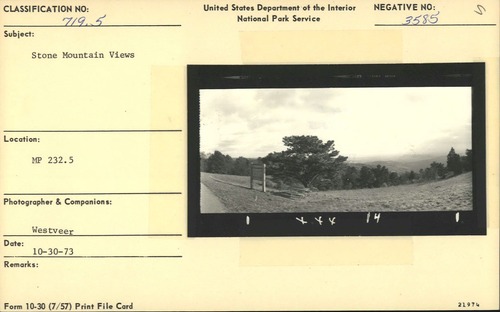 CLASSIFICATION NO:
719.5
United States Department of the Interior
National Park Service
NEGATIVE NO:
3585
Subject:
Stone Mountain Views
Location:
MP 232.5
Photographer & Companions:
Westveer
Date:
10-30-73
Remarks:
Form 10-30 (7/57) Print File Card
21974